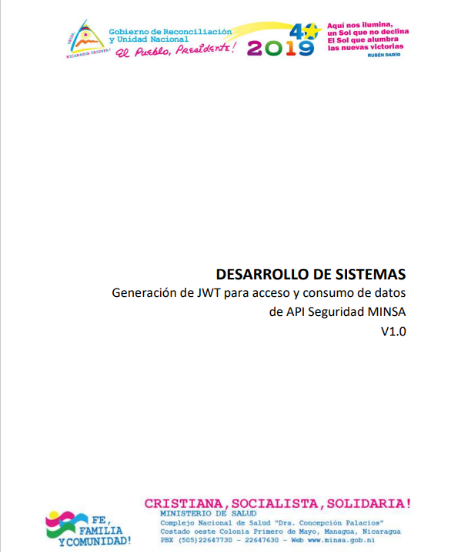 Gobierno de Reconciliación
y Unidad Nacional
El Pueblo, Presidente!
NICARAGUA TRIUNFA!
40
2019
Aquí nos ilumina,
un Sol que no declina
El Sol que alumbra
las nuevas victorias
RUBÉN DARÍO
DESARROLLO DE SISTEMAS
Generación de JWT para acceso y consumo de datos
de API Seguridad MINSA
V1.0
FE,
FAMILIA
Y COMUNIDAD!
CRISTIANA, SOCIALISTA, SOLIDARIA!
MINISTERIO DE SALUD
Complejo Nacional de Salud "Dra. Concepción Palacios"
Costado oeste Colonia Primero de Mayo, Managua, Nicaragua
PBX (505)22647730 - 22647630 - Web www.minsa.gob.ni